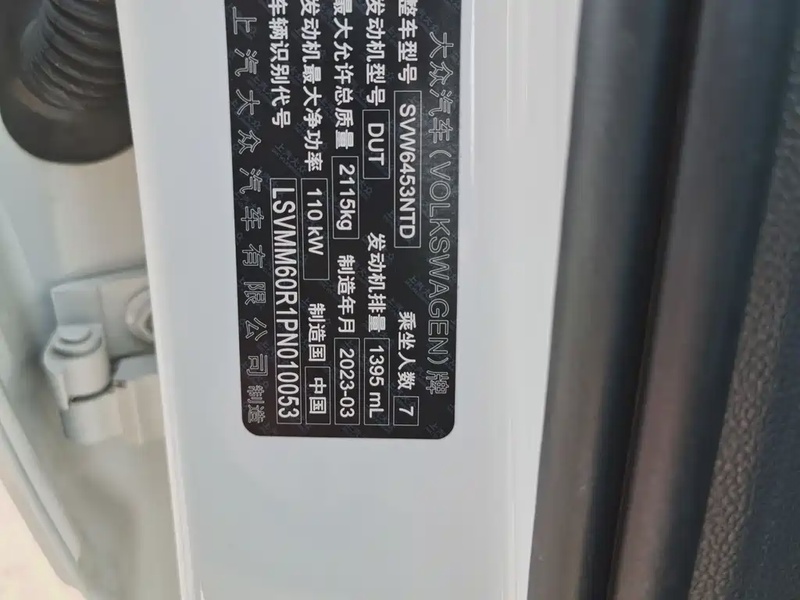 大众汽车(VOLKSWAGEN)牌
整车型号 SVW6453NTD 乘坐人数 7
发动机型号 DUT 发动机排量 1395 mL
最大允许总质量 2115kg 制造年月 2023-03
发动机最大净功率 110 kW 制造国 中国
车辆识别代号 LSVMM60R1PN010053
上汽大众汽车有限公司制造